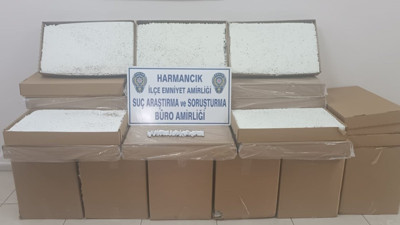 HARMANCIK
İLÇE EMNİYET AMİRLİĞİ
SUÇ ARAŞTIRMA ve SORUŞTURMA
BÜRO AMİRLİĞİ